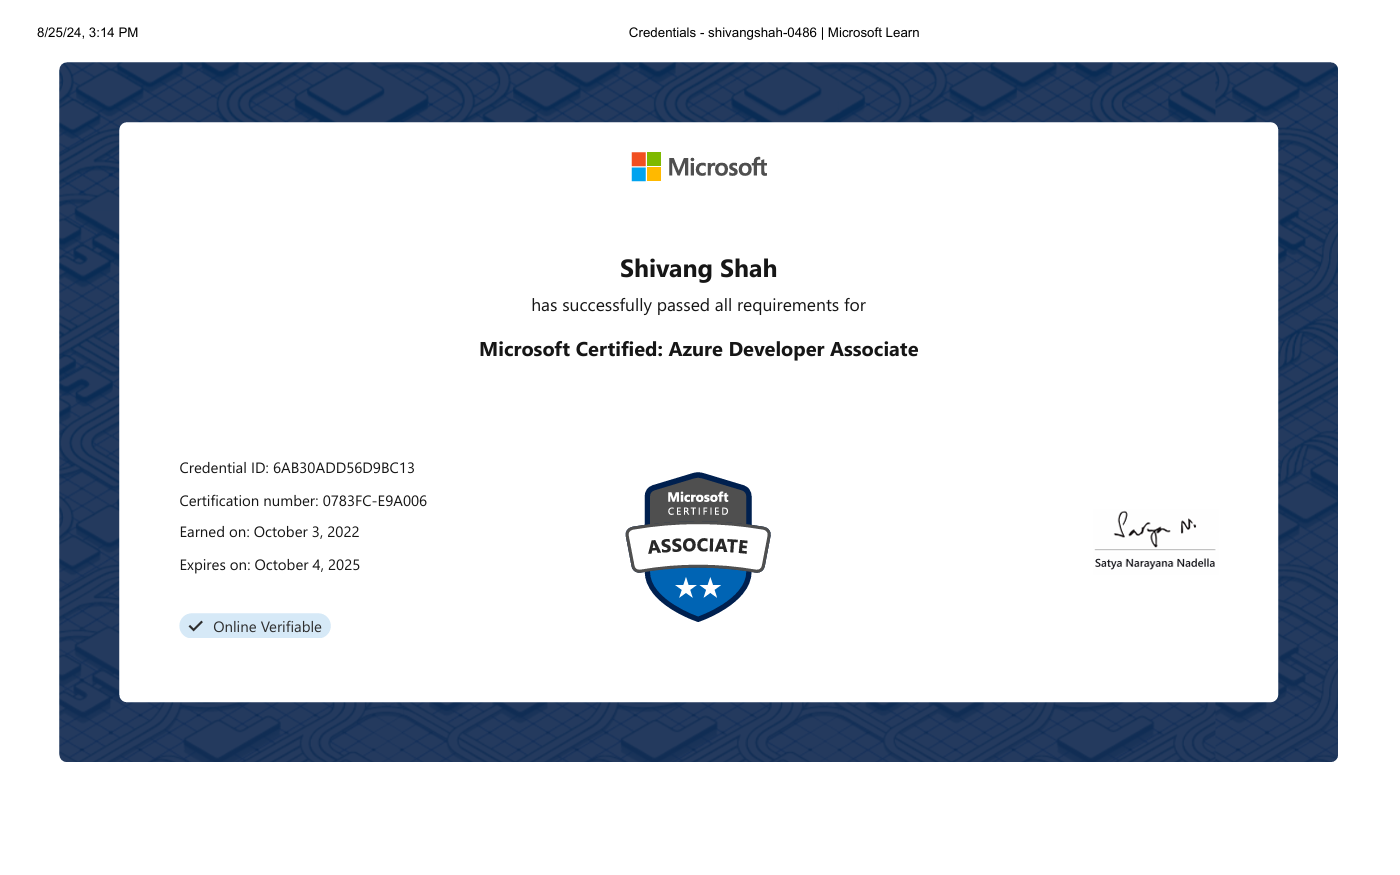 8/25/24, 3:14 PM
Credentials - shivangshah-0486 | Microsoft Learn
Microsoft
Shivang Shah
has successfully passed all requirements for
Microsoft Certified: Azure Developer Associate
Credential ID: 6AB30ADD56D9BC13
Certification number: 0783FC-E9A006
Earned on: October 3, 2022
Expires on: October 4, 2025
Online Verifiable
Microsoft
CERTIFIED
ASSOCIATE
Satya N.
Satya Narayana Nadella